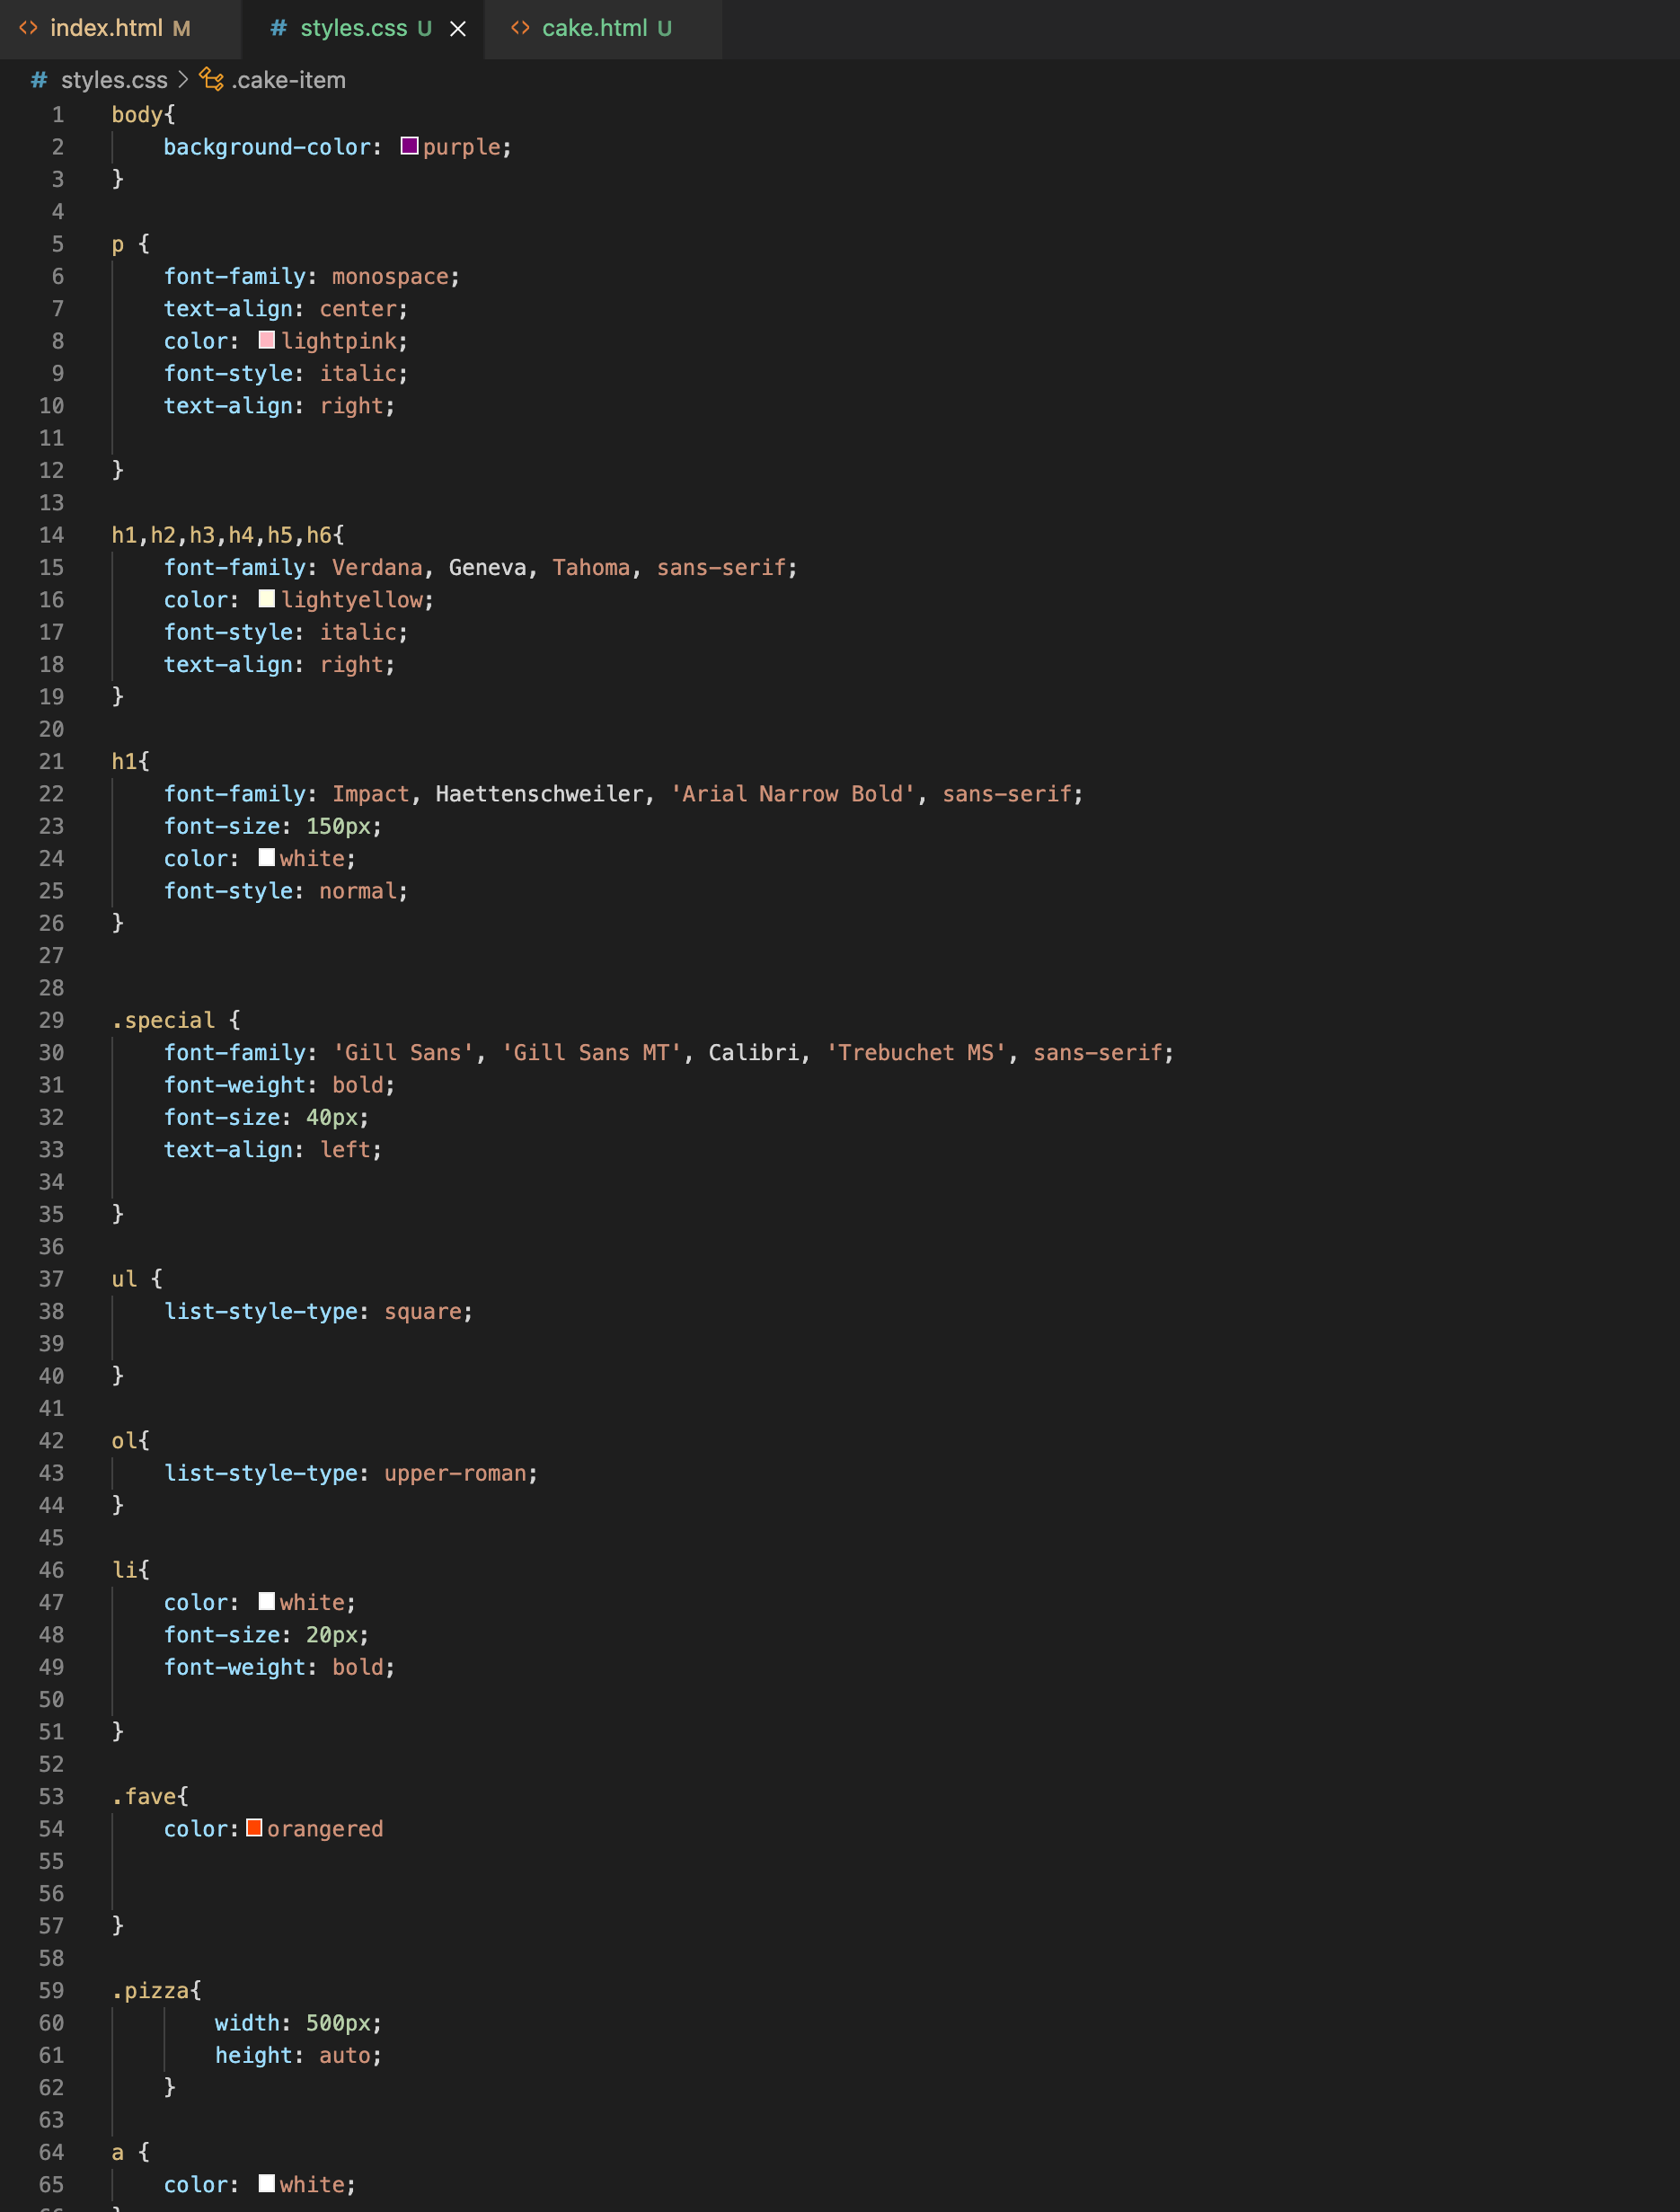 index.html M
styles.css U
cake.html U
# styles.css > .cake-item
1 body{
2     background-color: purple;
3 }
4
5 p {
6     font-family: monospace;
7     text-align: center;
8     color: lightpink;
9     font-style: italic;
10     text-align: right;
11
12 }
13
14 h1,h2,h3,h4,h5,h6{
15     font-family: Verdana, Geneva, Tahoma, sans-serif;
16     color: lightyellow;
17     font-style: italic;
18     text-align: right;
19 }
20
21 h1{
22     font-family: Impact, Haettenschweiler, 'Arial Narrow Bold', sans-serif;
23     font-size: 150px;
24     color: white;
25     font-style: normal;
26 }
27
28
29 .special {
30     font-family: 'Gill Sans', 'Gill Sans MT', Calibri, 'Trebuchet MS', sans-serif;
31     font-weight: bold;
32     font-size: 40px;
33     text-align: left;
34
35 }
36
37 ul {
38     list-style-type: square;
39
40 }
41
42 ol{
43     list-style-type: upper-roman;
44 }
45
46 li{
47     color: white;
48     font-size: 20px;
49     font-weight: bold;
50
51 }
52
53 .fave{
54     color:orangered
55
56
57 }
58
59 .pizza{
60         width: 500px;
61         height: auto;
62     }
63
64 a {
65     color: white;